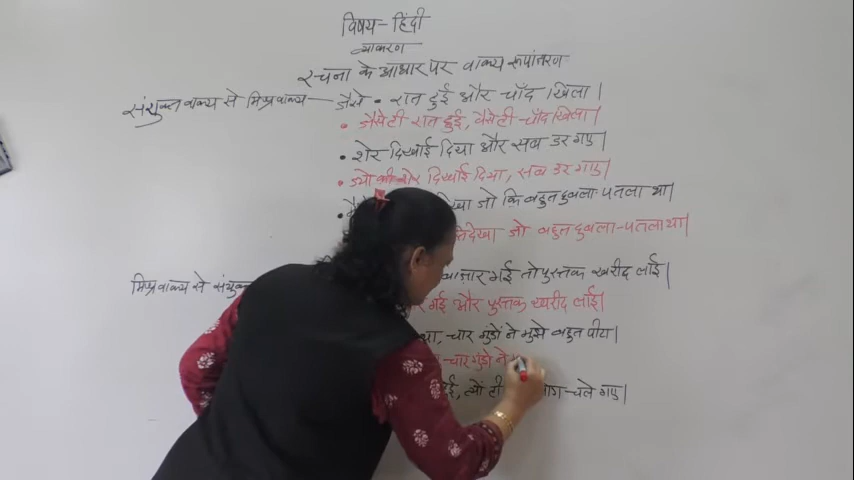 विषय - हिंदी
व्याकरण
रचना के आधार पर वाक्य रूपांतरण
संयुक्त वाक्य से मिश्र वाक्य — जैसे • रात हुई और चाँद खिला।
• जैसे ही रात हुई, वैसे ही चाँद खिला।
• शेर दिखाई दिया और सब डर गए।
• ज्यों ही शेर दिखाई दिया, सब डर गए।
जो कि बहुत दुबला-पतला था।
देखा जो बहुत दुबला-पतला था।
मिश्र वाक्य से संयुक्त बाज़ार गई तो पुस्तक खरीद लाई।
गई और पुस्तक खरीद लाई।
था, चार गुंडों ने मुझे बहुत पीटा।
चार गुंडों ने
ई, त्यों ही चले गए।